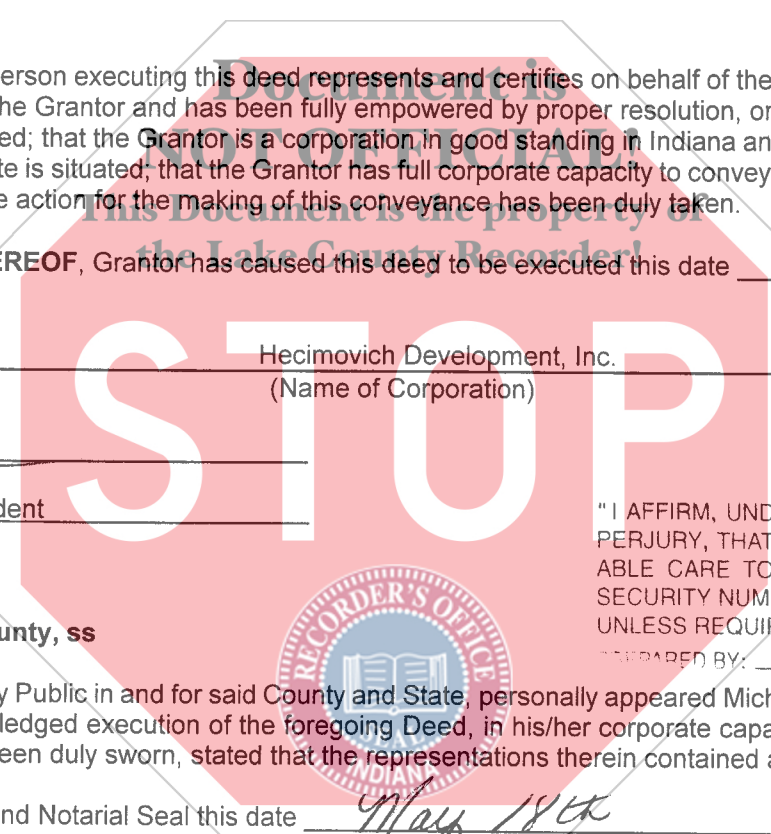 Document is
erson executing this deed represents and certifies on behalf of the
he Grantor and has been fully empowered by proper resolution, or
ed; that the Grantor is a corporation in good standing in Indiana an
NOT OFFICIAL!
te is situated; that the Grantor has full corporate capacity to convey
e action for the making of this conveyance has been duly taken.
This Document is the property of
the Lake County Recorder!
EREOF, Grantor has caused this deed to be executed this date
STOP
Hecimovich Development, Inc.
(Name of Corporation)
dent
"I AFFIRM, UND
PERJURY, THAT
ABLE CARE TO
SECURITY NUM
UNLESS REQUI
PREPARED BY:
RECORDER'S OFFICE
SEAL
INDIANA
unty, ss
y Public in and for said County and State, personally appeared Mich
ledged execution of the foregoing Deed, in his/her corporate capa
een duly sworn, stated that the representations therein contained a
nd Notarial Seal this date May 18th